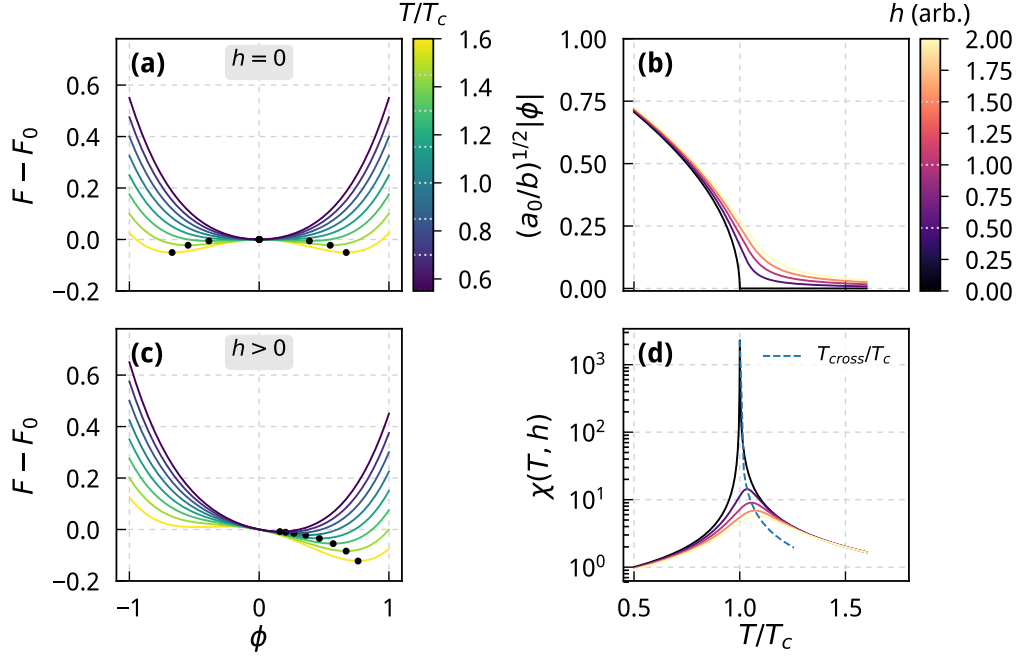 T/T_c
h (arb.)
(a)
h = 0
F − F_0
0.6
0.4
0.2
0.0
−0.2
1.6
1.4
1.2
1.0
0.8
0.6
(b)
(a_0/b)^{1/2}|ϕ|
1.00
0.75
0.50
0.25
0.00
2.00
1.75
1.50
1.25
1.00
0.75
0.50
0.25
0.00
(c)
h > 0
F − F_0
0.6
0.4
0.2
0.0
−0.2
−1
0
1
ϕ
(d)
T_{cross}/T_c
χ(T, h)
10^3
10^2
10^1
10^0
0.5
1.0
1.5
T/T_c